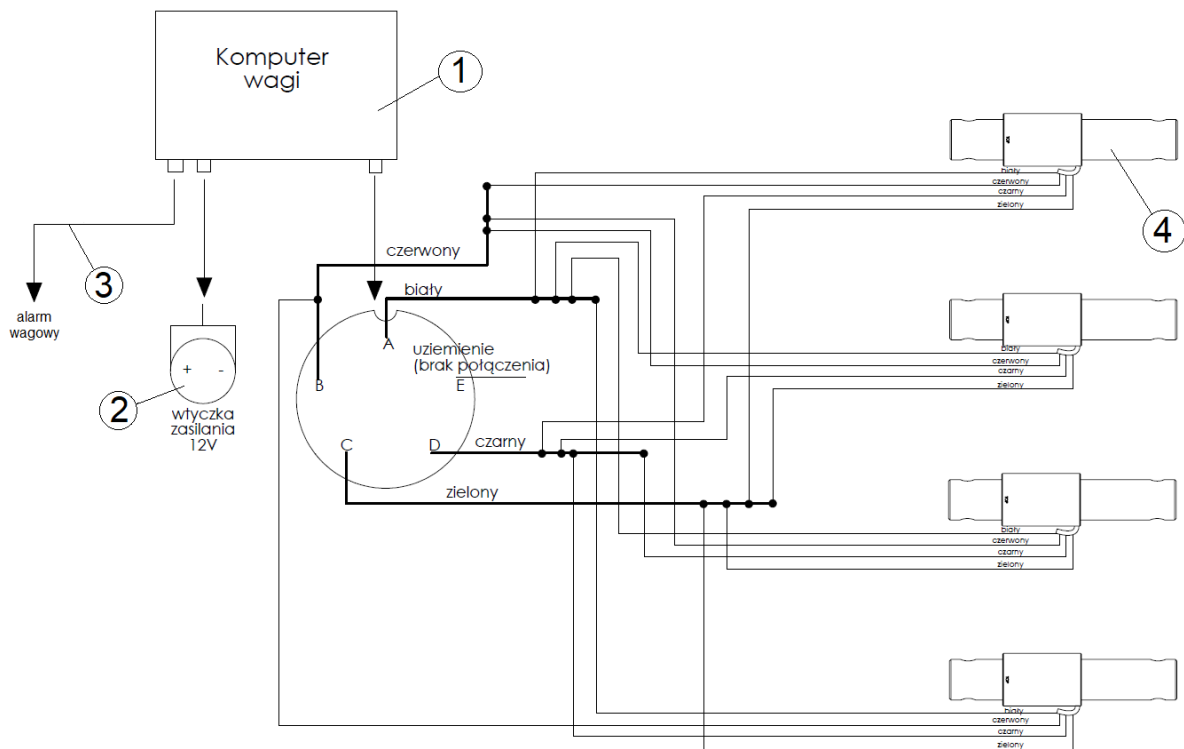 Komputer
wagi
1
biały
czerwony
czarny
zielony
4
czerwony
3
biały
alarm
wagowy
A
uziemienie
(brak połączenia)
B
E
+ -
2
wtyczka
zasilania
12V
biały
czerwony
czarny
zielony
C
D
czarny
zielony
biały
czerwony
czarny
zielony
biały
czerwony
czarny
zielony